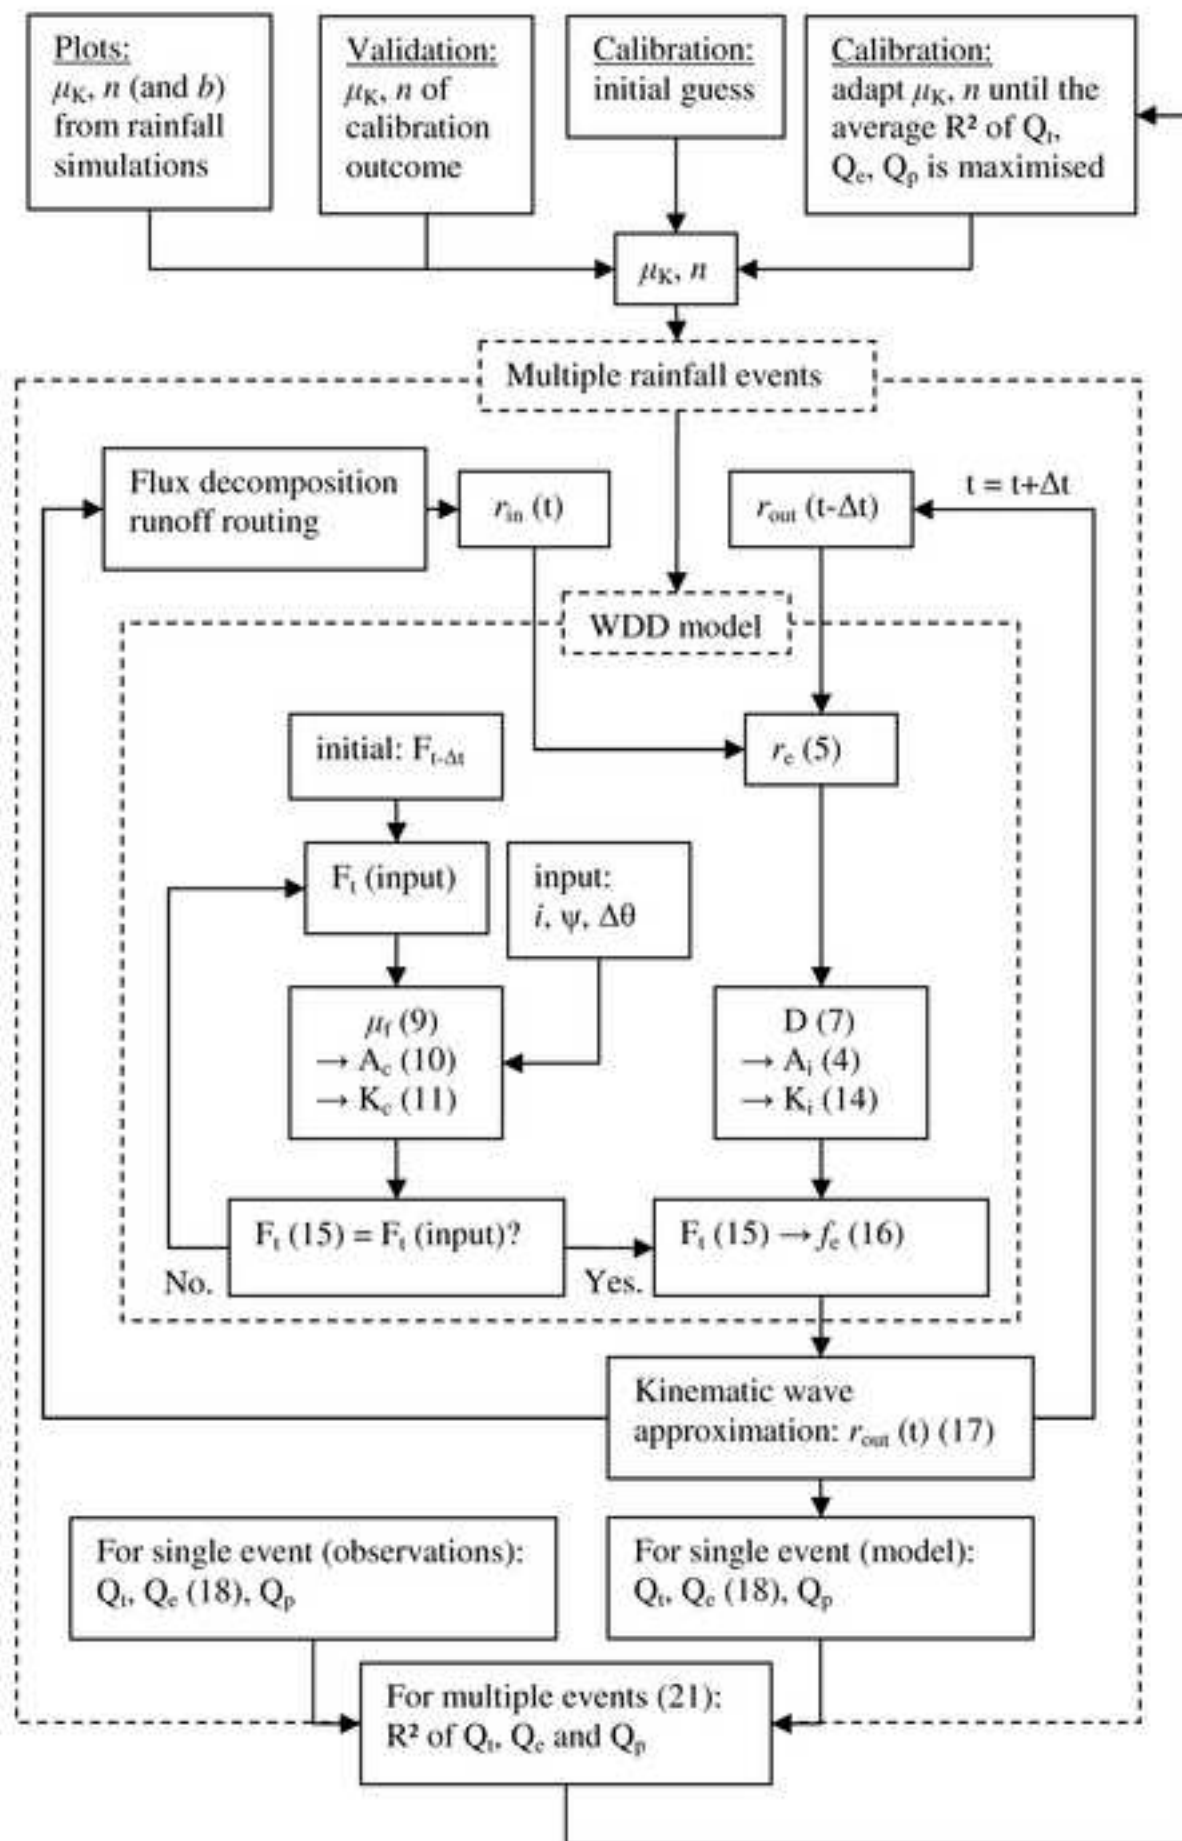 Plots:
μK, n (and b)
from rainfall
simulations
Validation:
μK, n of
calibration
outcome
Calibration:
initial guess
Calibration:
adapt μK, n until the
average R² of Qt,
Qe, Qp is maximised
μK, n
Multiple rainfall events
Flux decomposition
runoff routing
rin (t)
rout (t-Δt)
t = t+Δt
WDD model
initial: Ft-Δt
re (5)
Ft (input)
input:
i, ψ, Δθ
μf (9)
→ Ac (10)
→ Kc (11)
D (7)
→ Ai (4)
→ Ki (14)
Ft (15) = Ft (input)?
Ft (15) → fe (16)
No.
Yes.
Kinematic wave
approximation: rout (t) (17)
For single event (observations):
Qt, Qe (18), Qp
For single event (model):
Qt, Qe (18), Qp
For multiple events (21):
R² of Qt, Qe and Qp